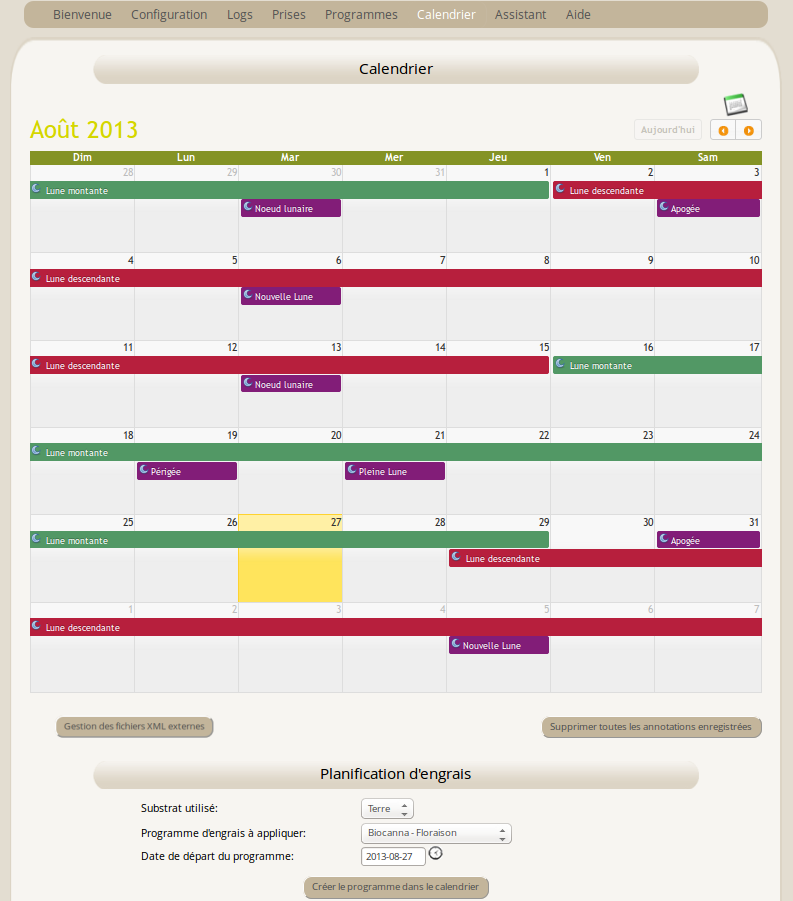 Bienvenue Configuration Logs Prises Programmes Calendrier Assistant Aide
Calendrier
Août 2013 Aujourd'hui
Dim Lun Mar Mer Jeu Ven Sam
28 29 30 31 1 2 3
Lune montante Lune descendante
Noeud lunaire Apogée
4 5 6 7 8 9 10
Lune descendante
Nouvelle Lune
11 12 13 14 15 16 17
Lune descendante Lune montante
Noeud lunaire
18 19 20 21 22 23 24
Lune montante
Périgée Pleine Lune
25 26 27 28 29 30 31
Lune montante Apogée
Lune descendante
1 2 3 4 5 6 7
Lune descendante
Nouvelle Lune
Gestion des fichiers XML externes Supprimer toutes les annotations enregistrées
Planification d'engrais
Substrat utilisé: Terre
Programme d'engrais à appliquer: Biocanna - Floraison
Date de départ du programme: 2013-08-27
Créer le programme dans le calendrier